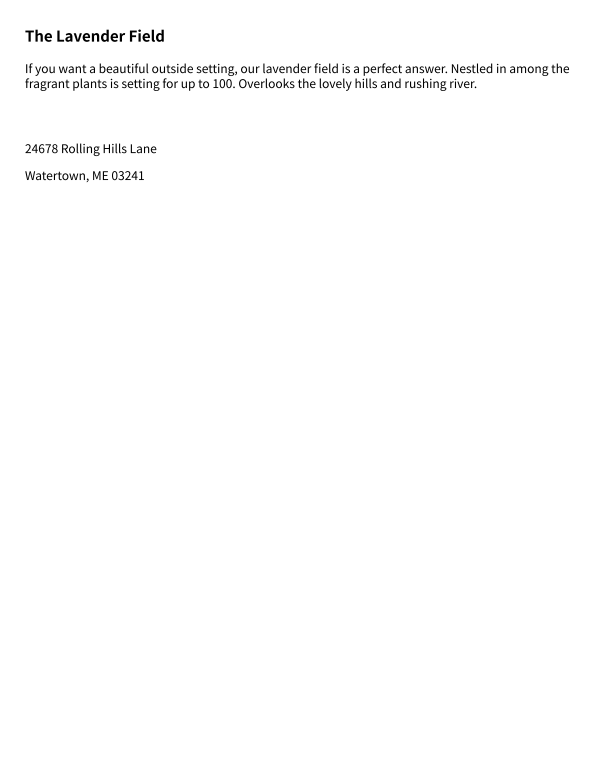 The Lavender Field
If you want a beautiful outside setting, our lavender field is a perfect answer. Nestled in among the
fragrant plants is setting for up to 100. Overlooks the lovely hills and rushing river.
24678 Rolling Hills Lane
Watertown, ME 03241